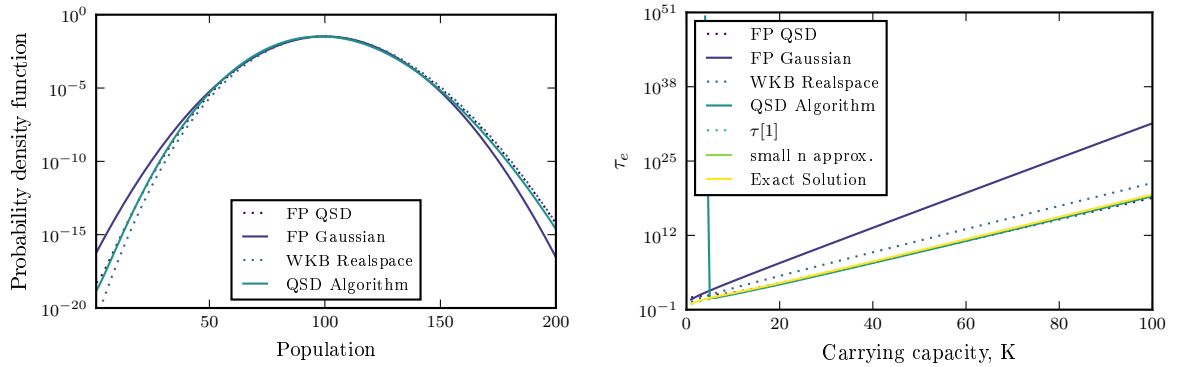 10^0
10^−5
10^−10
10^−15
10^−20
Probability density function
FP QSD
FP Gaussian
WKB Realspace
QSD Algorithm
50
100
150
200
Population
10^51
10^38
10^25
10^12
10^−1
τ_e
FP QSD
FP Gaussian
WKB Realspace
QSD Algorithm
τ[1]
small n approx.
Exact Solution
0
20
40
60
80
100
Carrying capacity, K